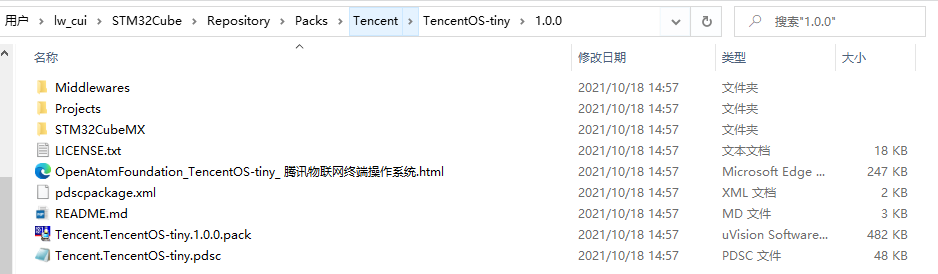 用户 > lw_cui > STM32Cube > Repository > Packs > Tencent > TencentOS-tiny > 1.0.0 搜索"1.0.0"
名称 修改日期 类型 大小
Middlewares 2021/10/18 14:57 文件夹
Projects 2021/10/18 14:57 文件夹
STM32CubeMX 2021/10/18 14:57 文件夹
LICENSE.txt 2021/10/18 14:57 文本文档 18 KB
OpenAtomFoundation_TencentOS-tiny_ 腾讯物联网终端操作系统.html 2021/10/18 14:57 Microsoft Edge ... 247 KB
pdscpackage.xml 2021/10/18 14:57 XML 文档 2 KB
README.md 2021/10/18 14:57 MD 文件 3 KB
Tencent.TencentOS-tiny.1.0.0.pack 2021/10/18 14:57 uVision Software... 482 KB
Tencent.TencentOS-tiny.pdsc 2021/10/18 14:57 PDSC 文件 48 KB